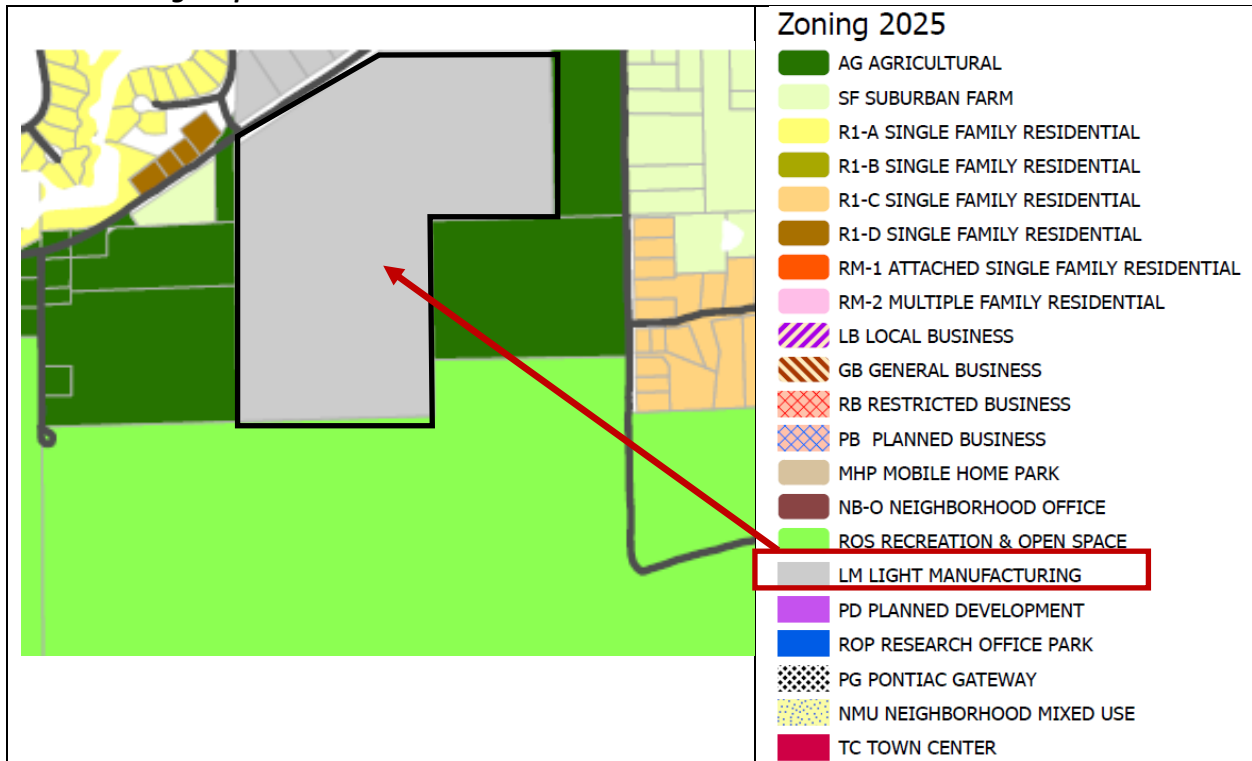 Zoning 2025
AG AGRICULTURAL
SF SUBURBAN FARM
R1-A SINGLE FAMILY RESIDENTIAL
R1-B SINGLE FAMILY RESIDENTIAL
R1-C SINGLE FAMILY RESIDENTIAL
R1-D SINGLE FAMILY RESIDENTIAL
RM-1 ATTACHED SINGLE FAMILY RESIDENTIAL
RM-2 MULTIPLE FAMILY RESIDENTIAL
LB LOCAL BUSINESS
GB GENERAL BUSINESS
RB RESTRICTED BUSINESS
PB PLANNED BUSINESS
MHP MOBILE HOME PARK
NB-O NEIGHBORHOOD OFFICE
ROS RECREATION & OPEN SPACE
LM LIGHT MANUFACTURING
PD PLANNED DEVELOPMENT
ROP RESEARCH OFFICE PARK
PG PONTIAC GATEWAY
NMU NEIGHBORHOOD MIXED USE
TC TOWN CENTER